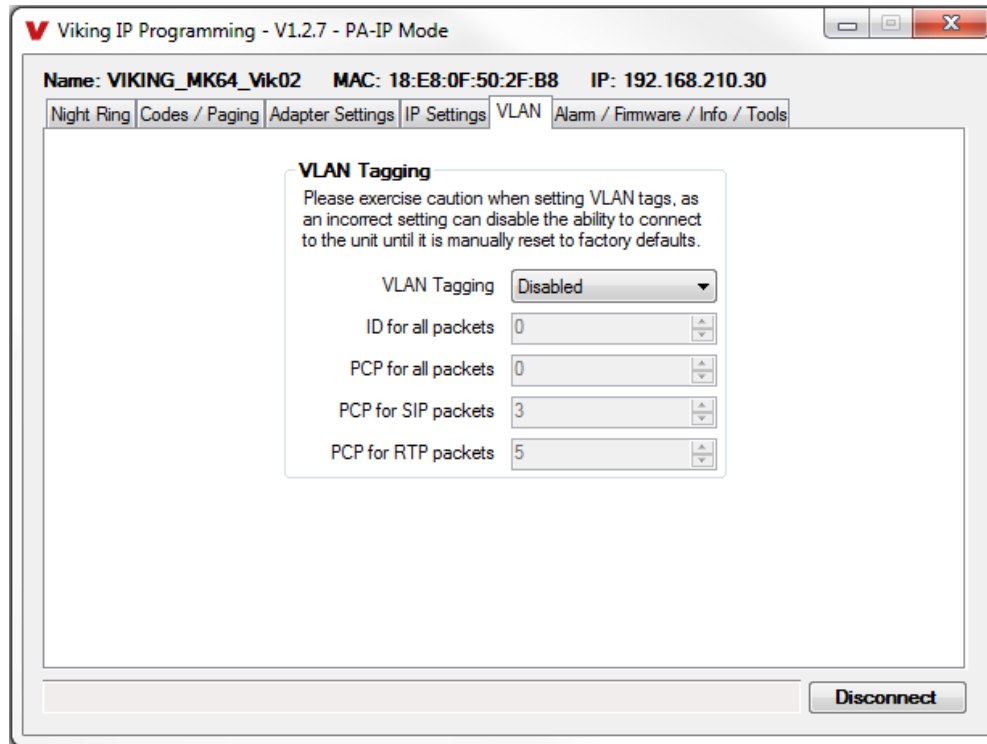 Viking IP Programming - V1.2.7 - PA-IP Mode
Name: VIKING_MK64_Vik02 MAC: 18:E8:0F:50:2F:B8 IP: 192.168.210.30
Night Ring Codes / Paging Adapter Settings IP Settings VLAN Alarm / Firmware / Info / Tools
VLAN Tagging
Please exercise caution when setting VLAN tags, as
an incorrect setting can disable the ability to connect
to the unit until it is manually reset to factory defaults.
VLAN Tagging Disabled
ID for all packets 0
PCP for all packets 0
PCP for SIP packets 3
PCP for RTP packets 5
Disconnect